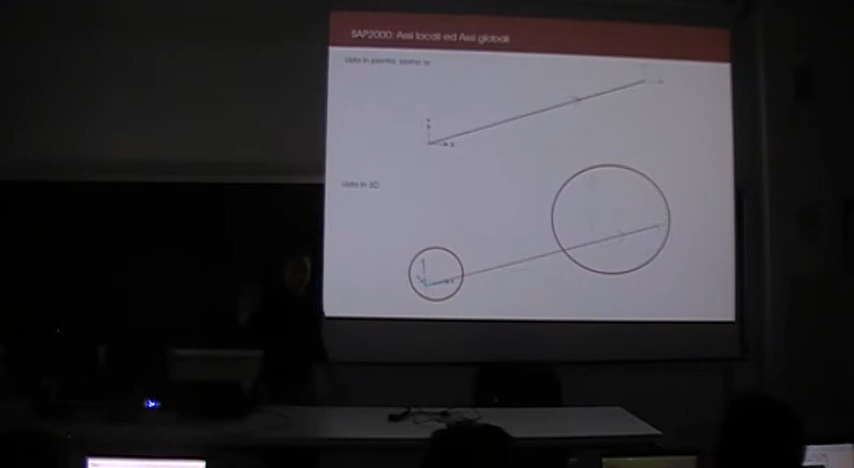 SAP2000: Assi locali ed Assi globali
Vista in pianta: piano xy
Vista in 3D